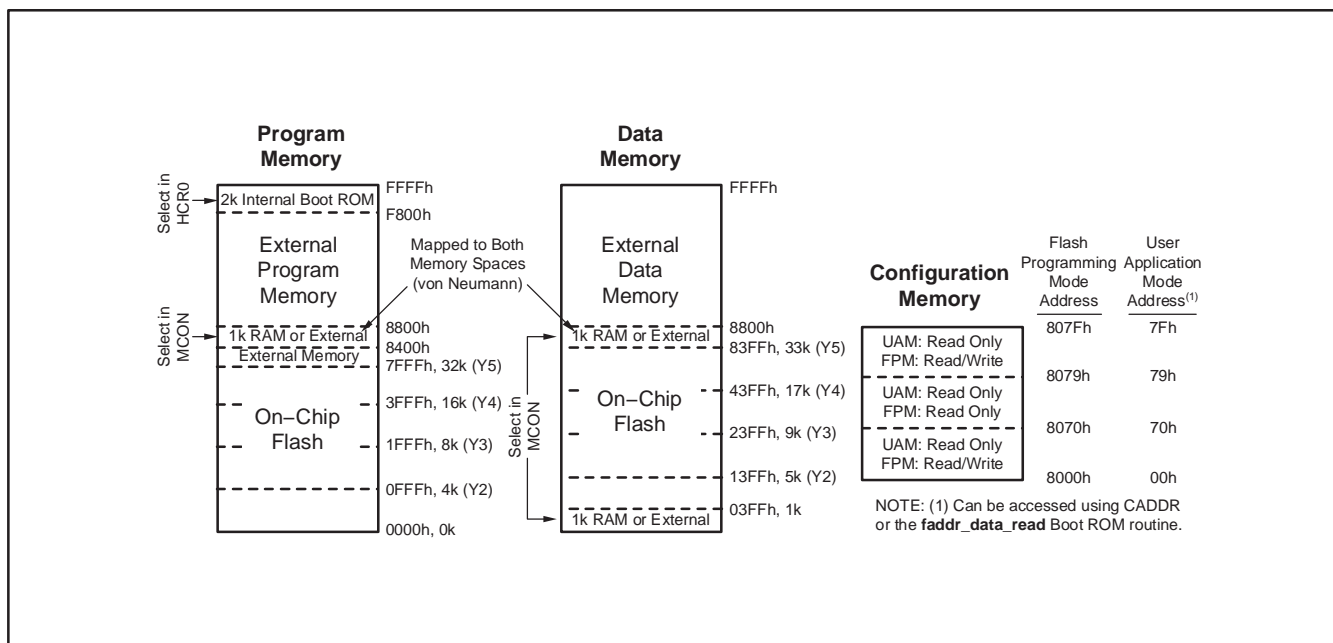 Program
Memory
Select in
HCR0
2k Internal Boot ROM
FFFFh
F800h
External
Program
Memory
Mapped to Both
Memory Spaces
(von Neumann)
Select in
MCON
8800h
1k RAM or External
8400h
External Memory
7FFFh, 32k (Y5)
3FFFh, 16k (Y4)
On–Chip
Flash
1FFFh, 8k (Y3)
0FFFh, 4k (Y2)
0000h, 0k
Data
Memory
FFFFh
External
Data
Memory
8800h
1k RAM or External
83FFh, 33k (Y5)
Select in
MCON
43FFh, 17k (Y4)
On–Chip
Flash
23FFh, 9k (Y3)
13FFh, 5k (Y2)
03FFh, 1k
1k RAM or External
Configuration
Memory
Flash
Programming
Mode
Address
User
Application
Mode
Address(1)
UAM: Read Only
FPM: Read/Write
807Fh 7Fh
8079h 79h
UAM: Read Only
FPM: Read Only
8070h 70h
UAM: Read Only
FPM: Read/Write
8000h 00h
NOTE: (1) Can be accessed using CADDR
or the faddr_data_read Boot ROM routine.